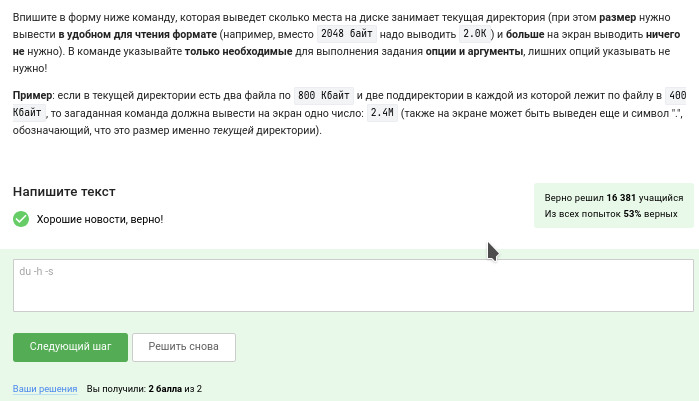 Впишите в форму ниже команду, которая выведет сколько места на диске занимает текущая директория (при этом размер нужно
вывести в удобном для чтения формате (например, вместо 2048 байт надо выводить 2.0K ) и больше на экран выводить ничего
не нужно). В команде указывайте только необходимые для выполнения задания опции и аргументы, лишних опций указывать не
нужно!
Пример: если в текущей директории есть два файла по 800 Кбайт и две поддиректории в каждой из которой лежит по файлу в 400
Кбайт , то загаданная команда должна вывести на экран одно число: 2.4M (также на экране может быть выведен еще и символ ".",
обозначающий, что это размер именно текущей директории).
Напишите текст
Верно решил 16 381 учащийся
Из всех попыток 53% верных
Хорошие новости, верно!
du -h -s
Следующий шаг
Решить снова
Ваши решения Вы получили: 2 балла из 2